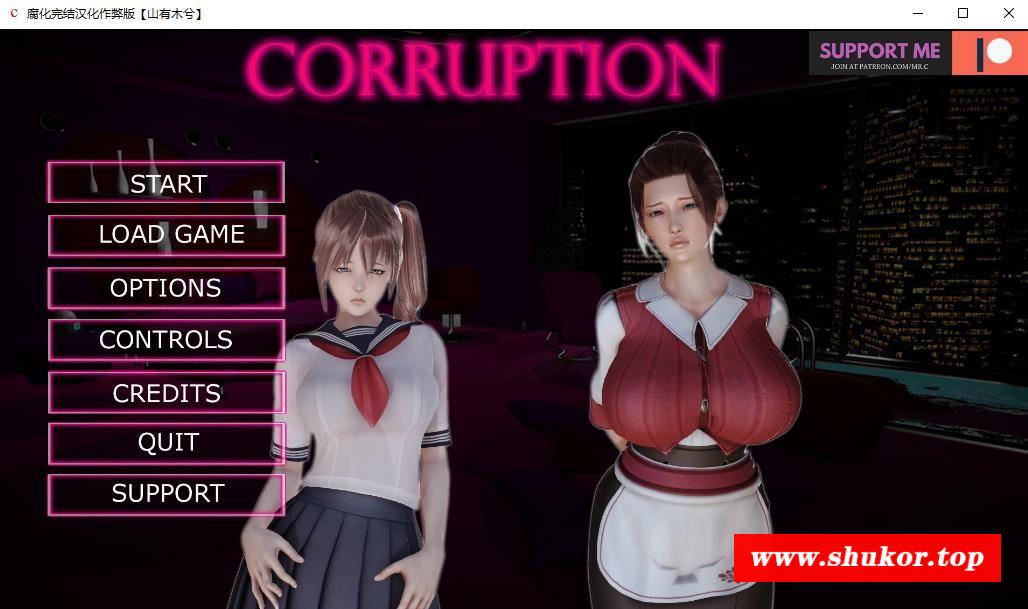 C 腐化完结汉化作弊版【山有木兮】
CORRUPTION
SUPPORT ME
JOIN AT PATREON.COM/MR.C
START
LOAD GAME
OPTIONS
CONTROLS
CREDITS
QUIT
SUPPORT
www.shukor.top